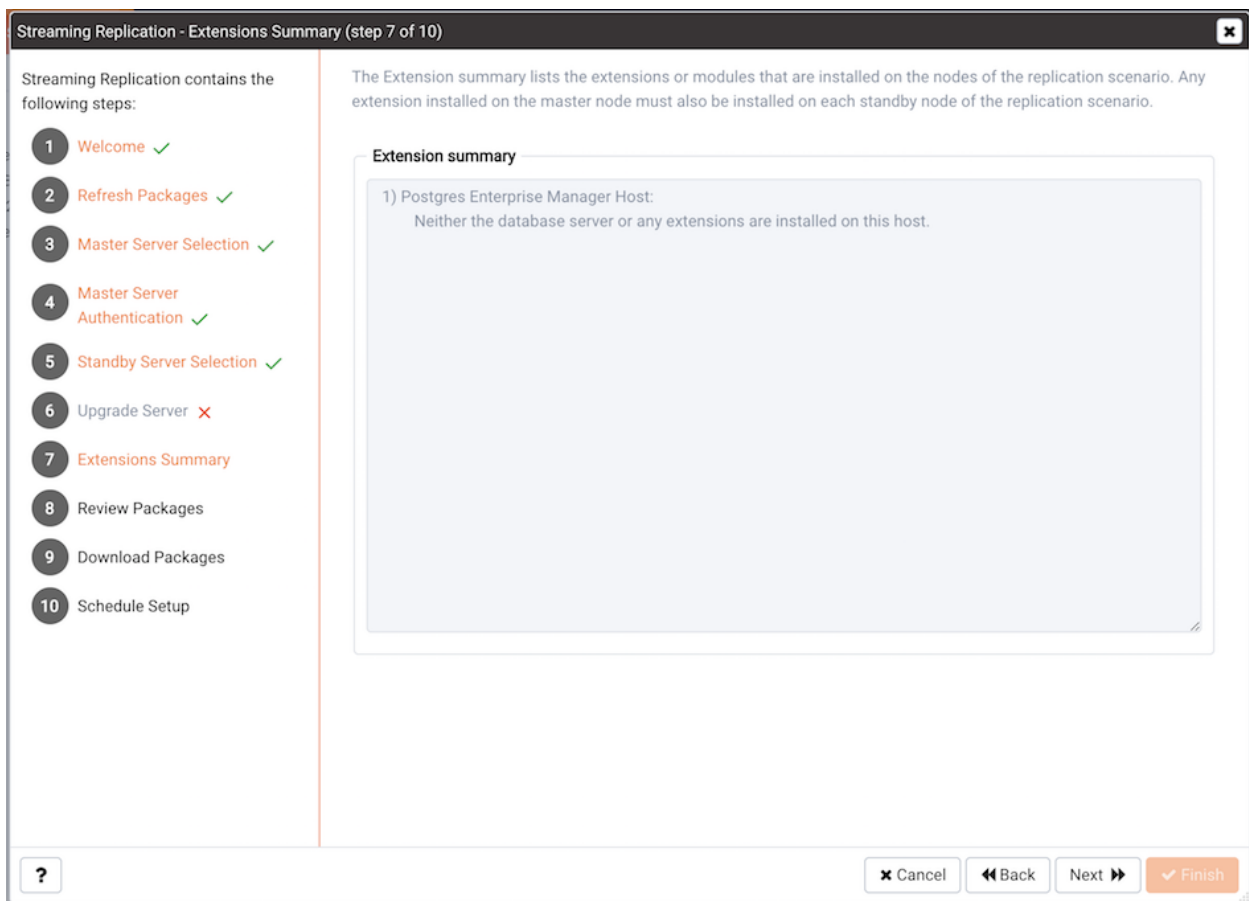 Streaming Replication - Extensions Summary (step 7 of 10)
Streaming Replication contains the
following steps:
1 Welcome
2 Refresh Packages
3 Master Server Selection
4 Master Server
Authentication
5 Standby Server Selection
6 Upgrade Server
7 Extensions Summary
8 Review Packages
9 Download Packages
10 Schedule Setup
The Extension summary lists the extensions or modules that are installed on the nodes of the replication scenario. Any
extension installed on the master node must also be installed on each standby node of the replication scenario.
Extension summary
1) Postgres Enterprise Manager Host:
Neither the database server or any extensions are installed on this host.
?
Cancel
Back
Next
Finish